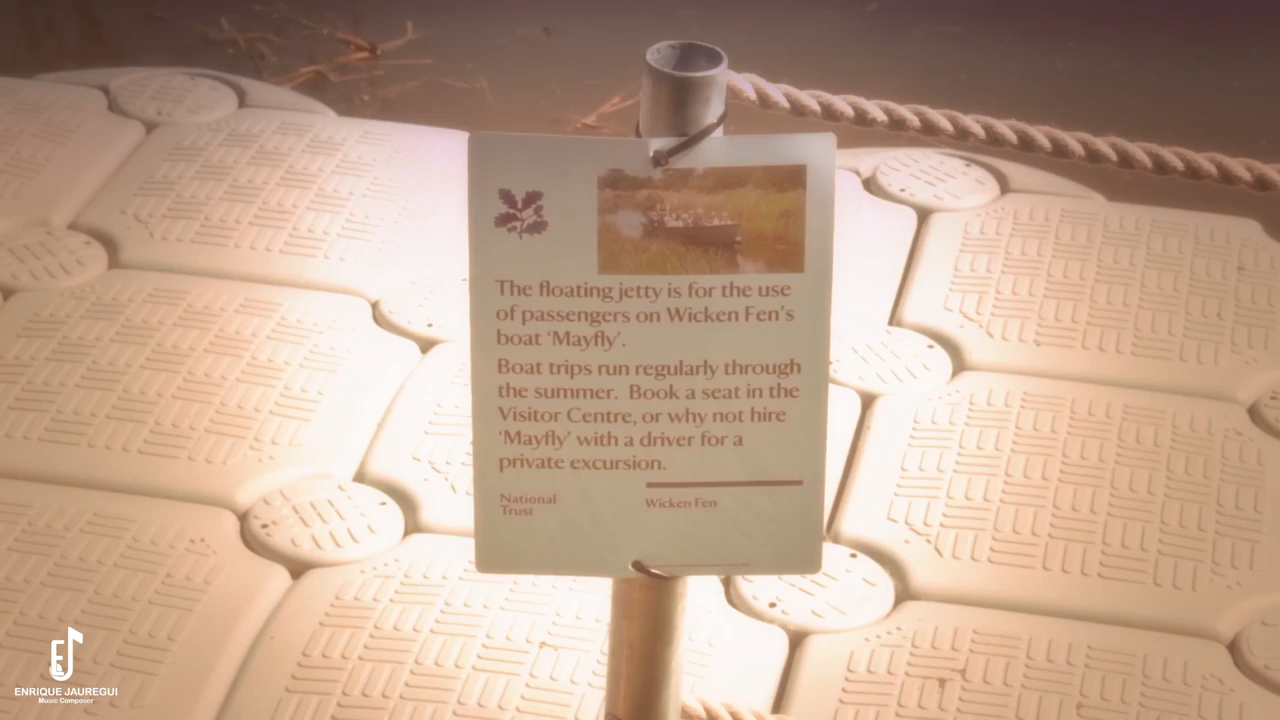 The floating jetty is for the use
of passengers on Wicken Fen's
boat 'Mayfly'.
Boat trips run regularly through
the summer. Book a seat in the
Visitor Centre, or why not hire
'Mayfly' with a driver for a
private excursion.
National
Trust
Wicken Fen
ENRIQUE JAUREGUI
Music Composer